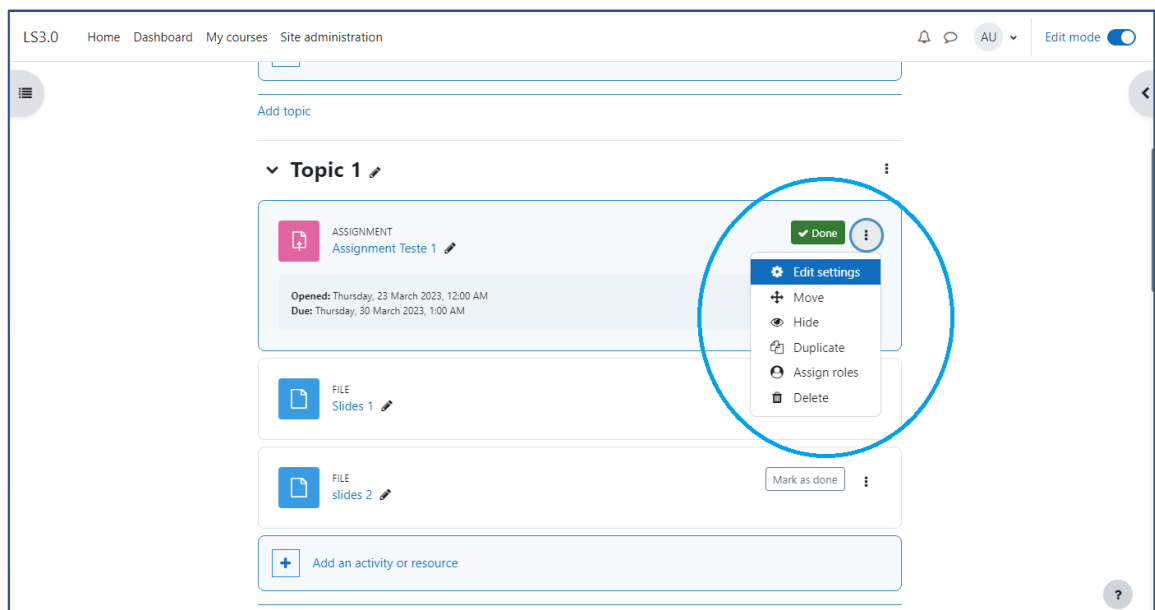 LS3.0 Home Dashboard My courses Site administration AU Edit mode
Add topic
Topic 1
ASSIGNMENT
Assignment Teste 1
Done
Opened: Thursday, 23 March 2023, 12:00 AM
Due: Thursday, 30 March 2023, 1:00 AM
Edit settings
Move
Hide
Duplicate
Assign roles
Delete
FILE
Slides 1
FILE
slides 2
Mark as done
+ Add an activity or resource
?